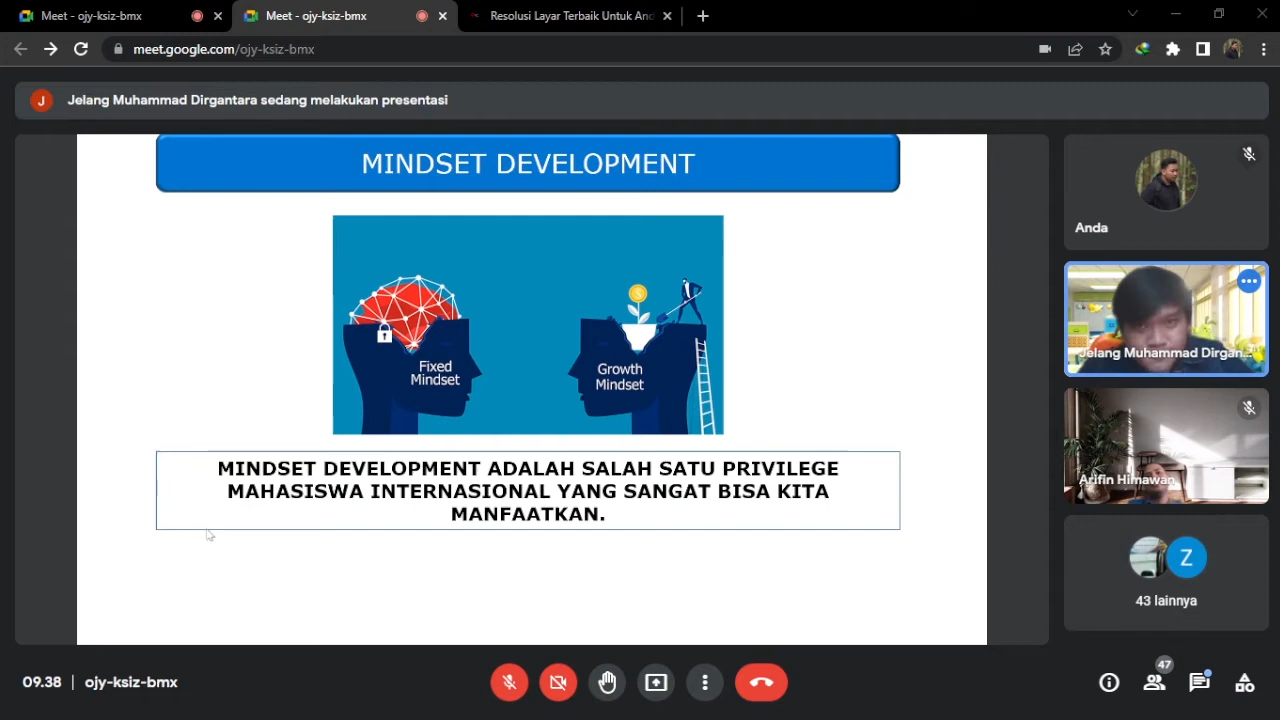 Meet - ojy-ksiz-bmx
Meet - ojy-ksiz-bmx
Resolusi Layar Terbaik Untuk And
meet.google.com/ojy-ksiz-bmx
J
Jelang Muhammad Dirgantara sedang melakukan presentasi
MINDSET DEVELOPMENT
Fixed
Mindset
$
Growth
Mindset
MINDSET DEVELOPMENT ADALAH SALAH SATU PRIVILEGE
MAHASISWA INTERNASIONAL YANG SANGAT BISA KITA
MANFAATKAN.
Anda
Jelang Muhammad Dirgan...
Arifin Himawan
Z
43 lainnya
09.38 | ojy-ksiz-bmx
47